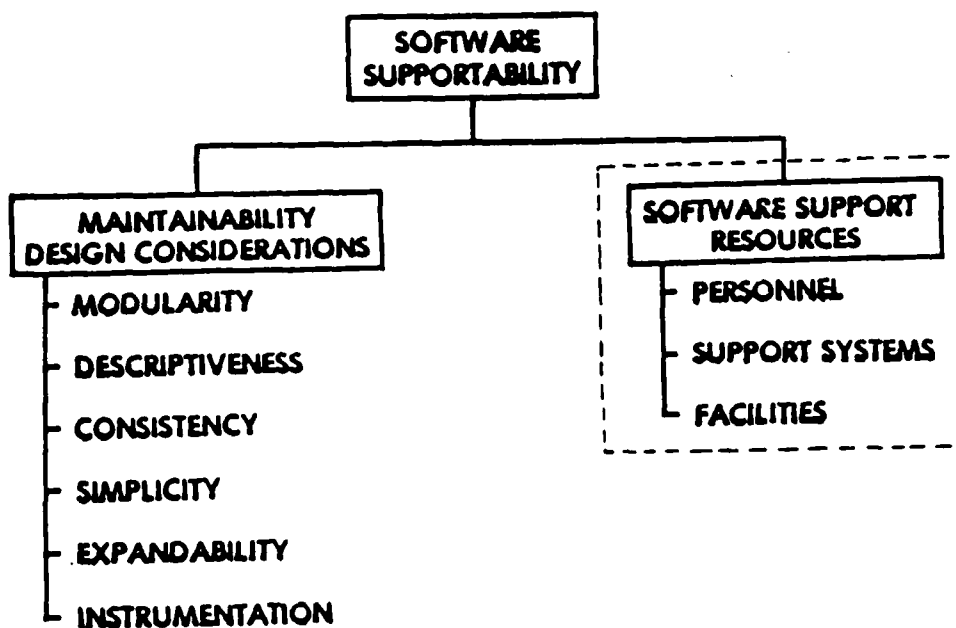 SOFTWARE
SUPPORTABILITY
MAINTAINABILITY
DESIGN CONSIDERATIONS
MODULARITY
DESCRIPTIVENESS
CONSISTENCY
SIMPLICITY
EXPANDABILITY
INSTRUMENTATION
SOFTWARE SUPPORT
RESOURCES
PERSONNEL
SUPPORT SYSTEMS
FACILITIES